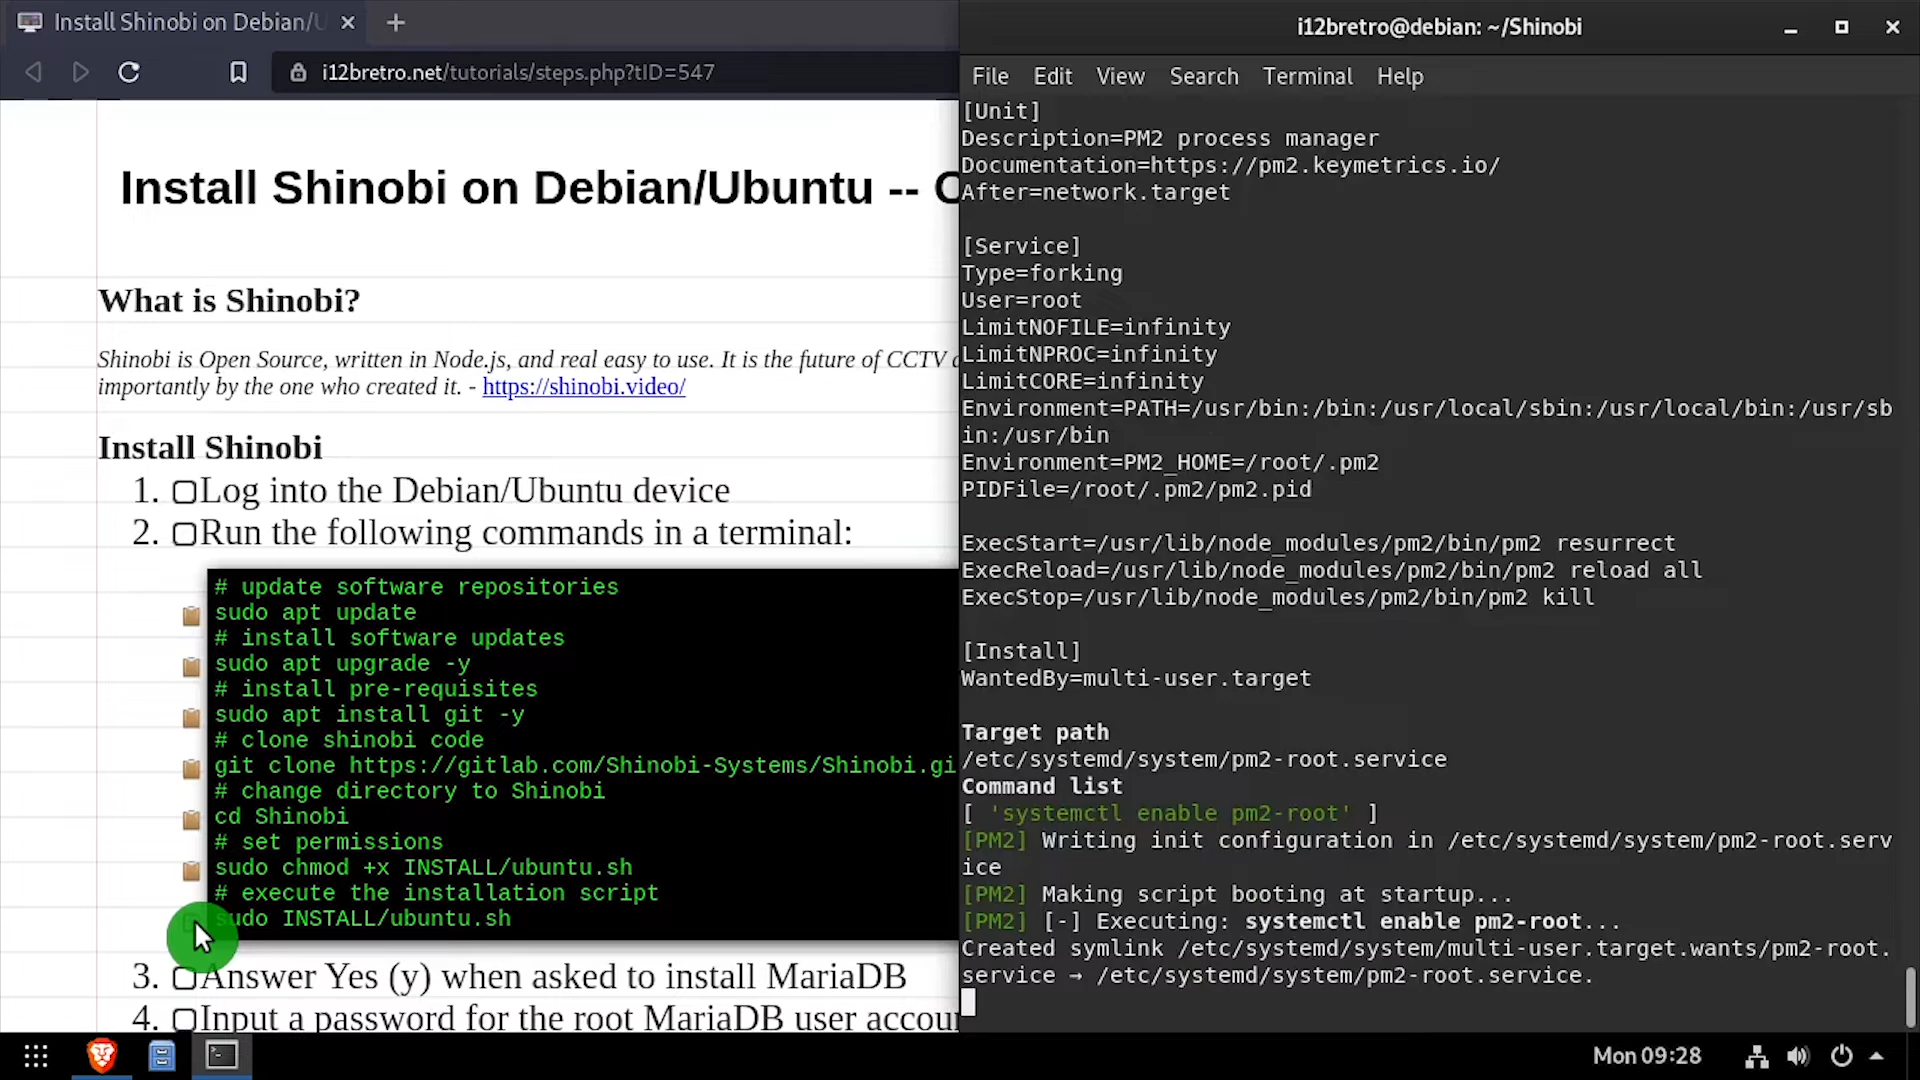 Install Shinobi on Debian/U
i12bretro.net/tutorials/steps.php?tID=547
Install Shinobi on Debian/Ubuntu --
What is Shinobi?
Shinobi is Open Source, written in Node.js, and real easy to use. It is the future of CCTV
importantly by the one who created it. - https://shinobi.video/
Install Shinobi
1. Log into the Debian/Ubuntu device
2. Run the following commands in a terminal:
# update software repositories
sudo apt update
# install software updates
sudo apt upgrade -y
# install pre-requisites
sudo apt install git -y
# clone shinobi code
git clone https://gitlab.com/Shinobi-Systems/Shinobi.gi
# change directory to Shinobi
cd Shinobi
# set permissions
sudo chmod +x INSTALL/ubuntu.sh
# execute the installation script
sudo INSTALL/ubuntu.sh
3. Answer Yes (y) when asked to install MariaDB
4. Input a password for the root MariaDB user accou
i12bretro@debian: ~/Shinobi
File Edit View Search Terminal Help
[Unit]
Description=PM2 process manager
Documentation=https://pm2.keymetrics.io/
After=network.target
[Service]
Type=forking
User=root
LimitNOFILE=infinity
LimitNPROC=infinity
LimitCORE=infinity
Environment=PATH=/usr/bin:/bin:/usr/local/sbin:/usr/local/bin:/usr/sb
in:/usr/bin
Environment=PM2_HOME=/root/.pm2
PIDFile=/root/.pm2/pm2.pid
ExecStart=/usr/lib/node_modules/pm2/bin/pm2 resurrect
ExecReload=/usr/lib/node_modules/pm2/bin/pm2 reload all
ExecStop=/usr/lib/node_modules/pm2/bin/pm2 kill
[Install]
WantedBy=multi-user.target
Target path
/etc/systemd/system/pm2-root.service
Command list
[ 'systemctl enable pm2-root' ]
[PM2] Writing init configuration in /etc/systemd/system/pm2-root.serv
ice
[PM2] Making script booting at startup...
[PM2] [-] Executing: systemctl enable pm2-root...
Created symlink /etc/systemd/system/multi-user.target.wants/pm2-root.
service → /etc/systemd/system/pm2-root.service.
Mon 09:28